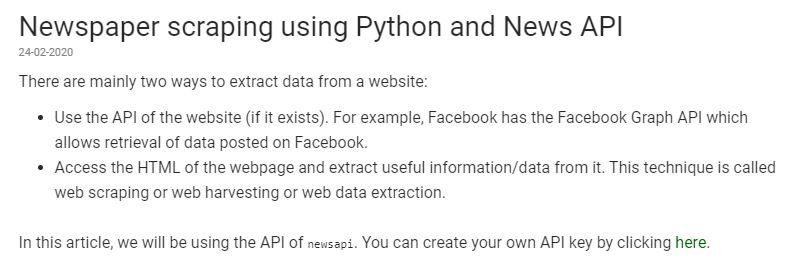 Newspaper scraping using Python and News API
24-02-2020
There are mainly two ways to extract data from a website:
• Use the API of the website (if it exists). For example, Facebook has the Facebook Graph API which
allows retrieval of data posted on Facebook.
• Access the HTML of the webpage and extract useful information/data from it. This technique is called
web scraping or web harvesting or web data extraction.
In this article, we will be using the API of newsapi. You can create your own API key by clicking here.